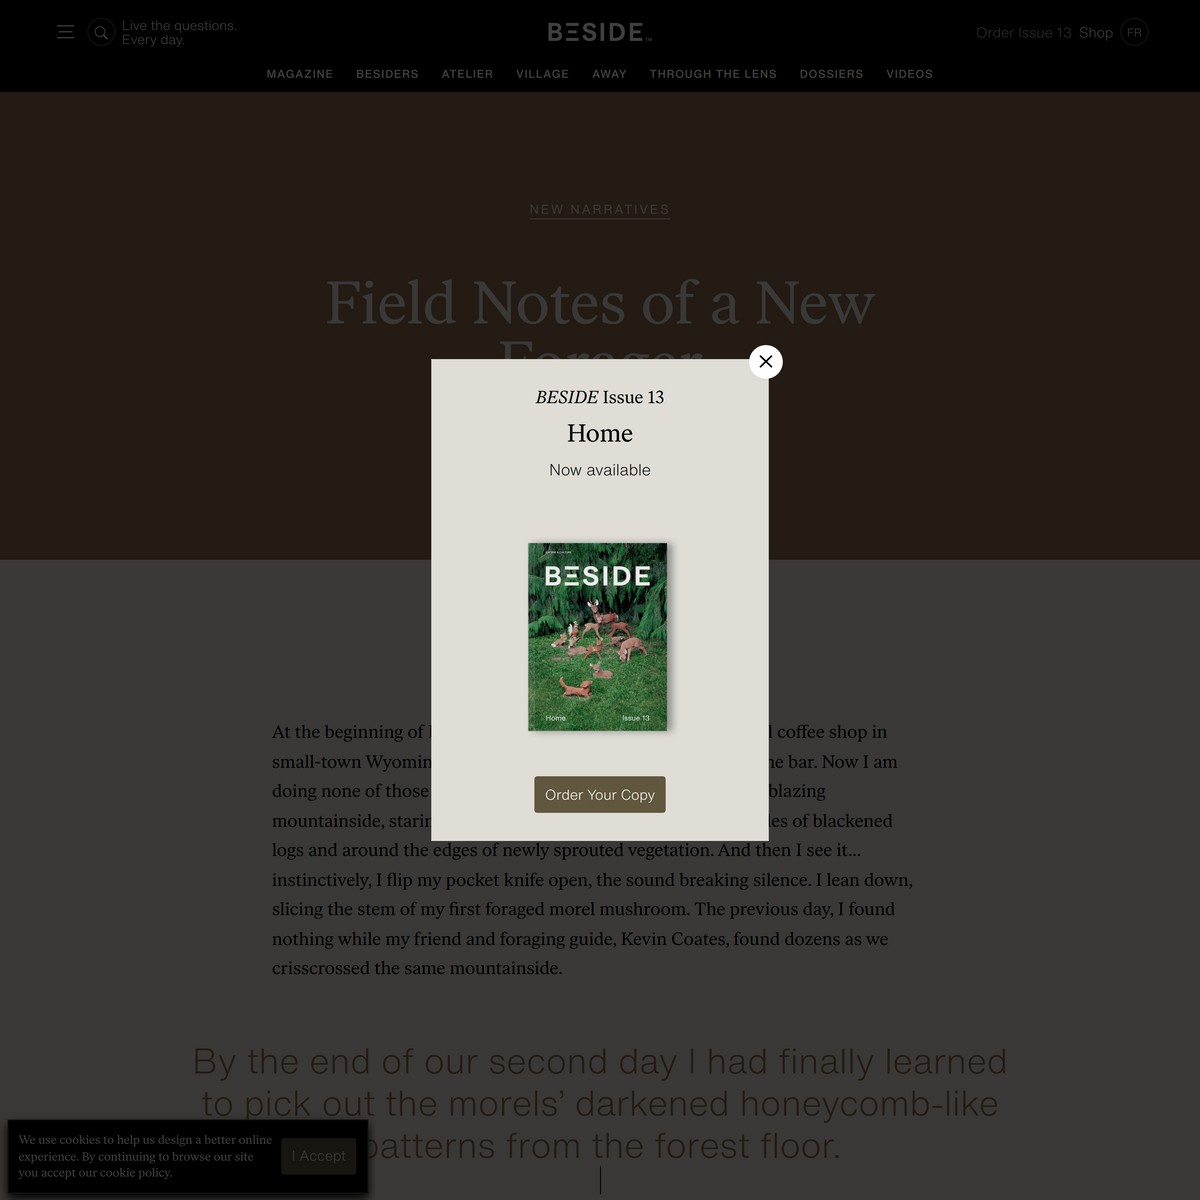 Live the questions.
Every day.
BESIDE
Order Issue 13 Shop FR
MAGAZINE BESIDERS ATELIER VILLAGE AWAY THROUGH THE LENS DOSSIERS VIDEOS
NEW NARRATIVES
Field Notes of a New
Forager
BESIDE Issue 13
Home
Now available
BESIDE
Home Issue 13
Order Your Copy
At the beginning of
coffee shop in
small-town
bar. Now I am
doing none of those
blazing
mountainside,
of blackened
logs and around the edges of newly sprouted vegetation. And then I see it…
instinctively, I flip my pocket knife open, the sound breaking silence. I lean down,
slicing the stem of my first foraged morel mushroom. The previous day, I found
nothing while my friend and foraging guide, Kevin Coates, found dozens as we
crisscrossed the same mountainside.
By the end of our second day I had finally learned
to pick out the morels’ darkened honeycomb-like
patterns from the forest floor.
We use cookies to help us design a better online
experience. By continuing to browse our site
you accept our cookie policy.
I Accept